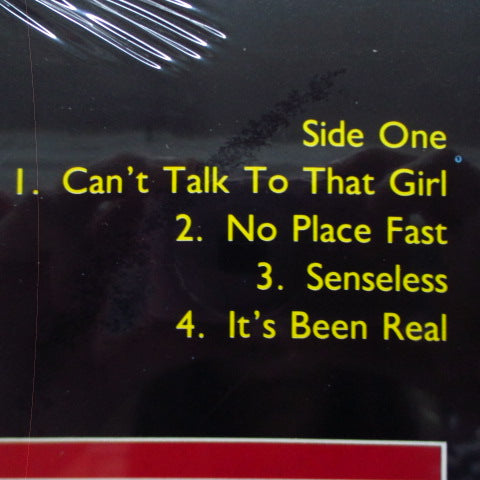 Side One
1. Can't Talk To That Girl
2. No Place Fast
3. Senseless
4. It's Been Real